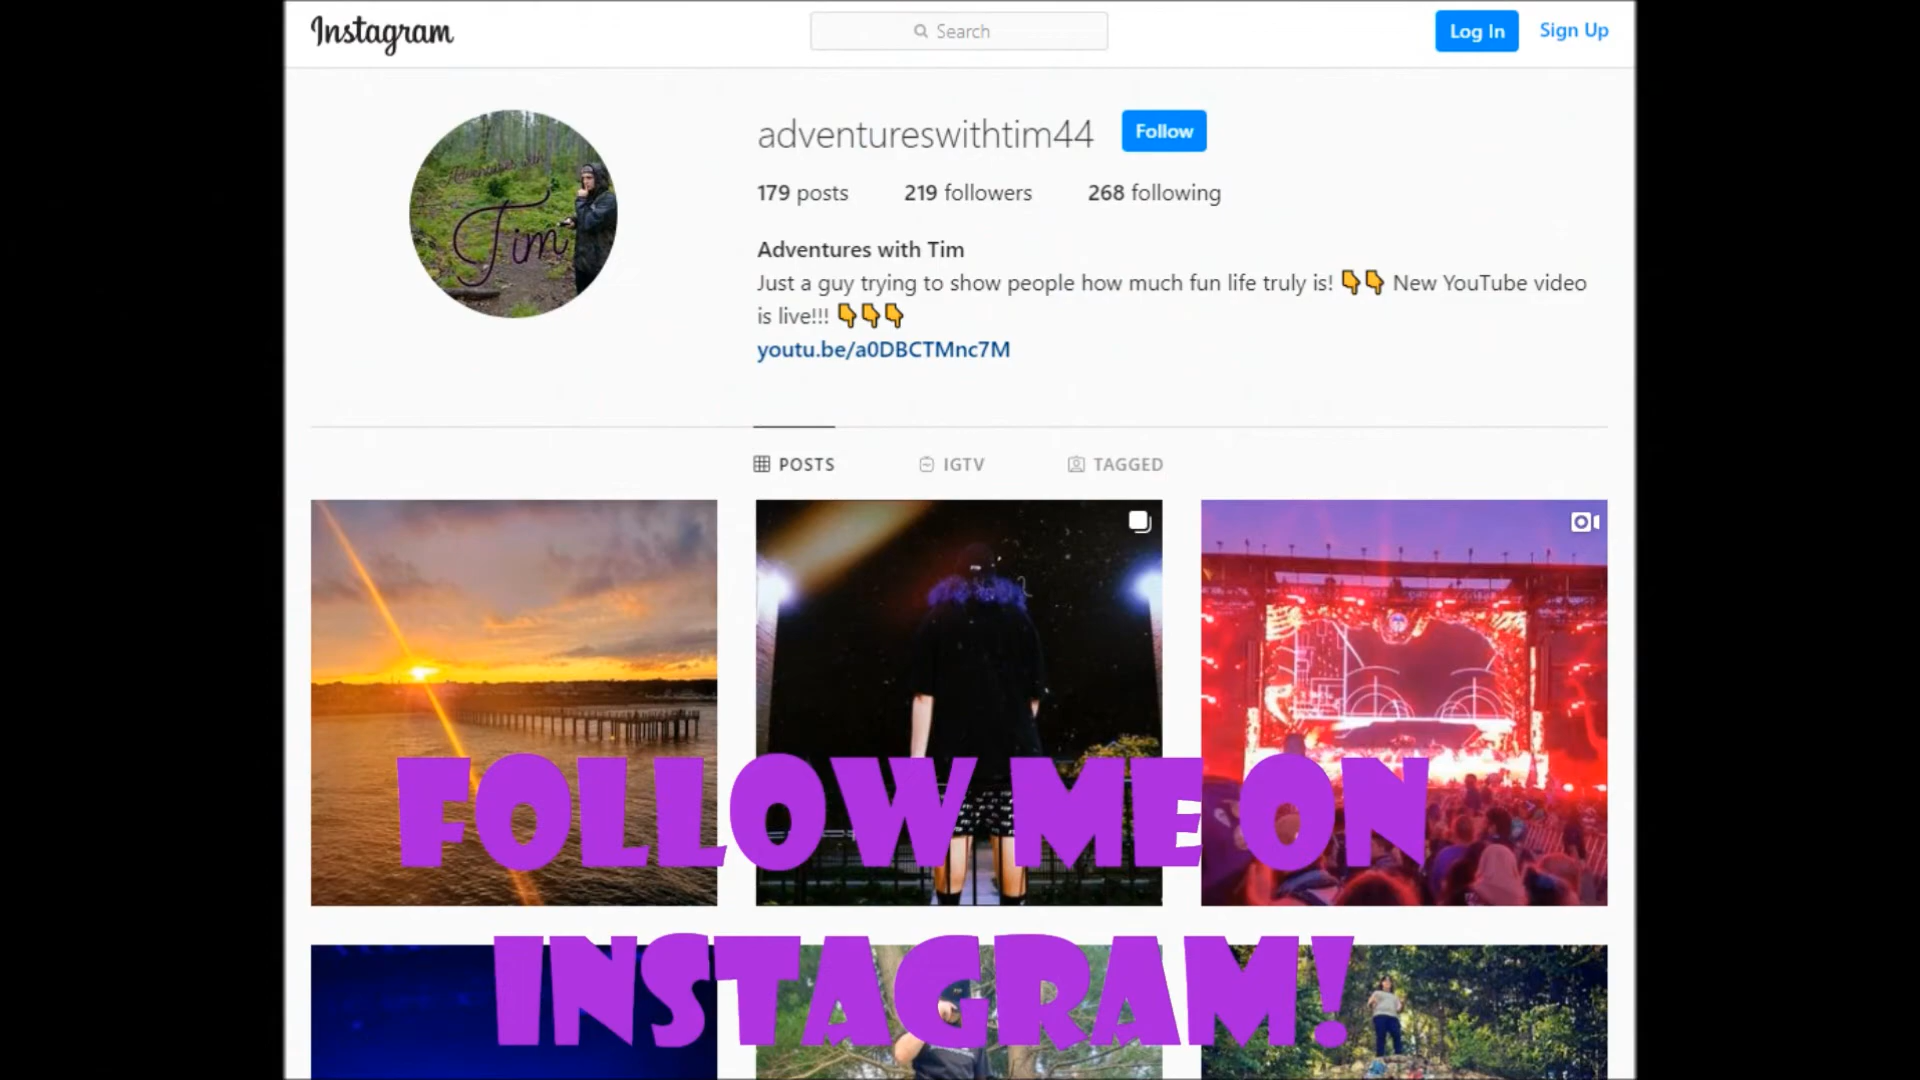 Instagram
Search
Log In
Sign Up
adventureswithtim44
Follow
179 posts 219 followers 268 following
Adventures with
Tim
Adventures with Tim
Just a guy trying to show people how much fun life truly is! 👇👇 New YouTube video
is live!!! 👇👇👇
youtu.be/a0DBCTMnc7M
POSTS
IGTV
TAGGED
FOLLOW ME ON
INSTAGRAM!